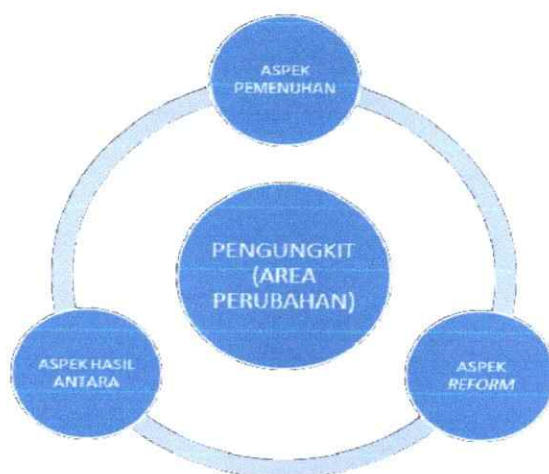 ASPEK
PEMENUHAN
PENGUNGKIT
(AREA
PERUBAHAN)
ASPEK HASIL
ANTARA
ASPEK
REFORM